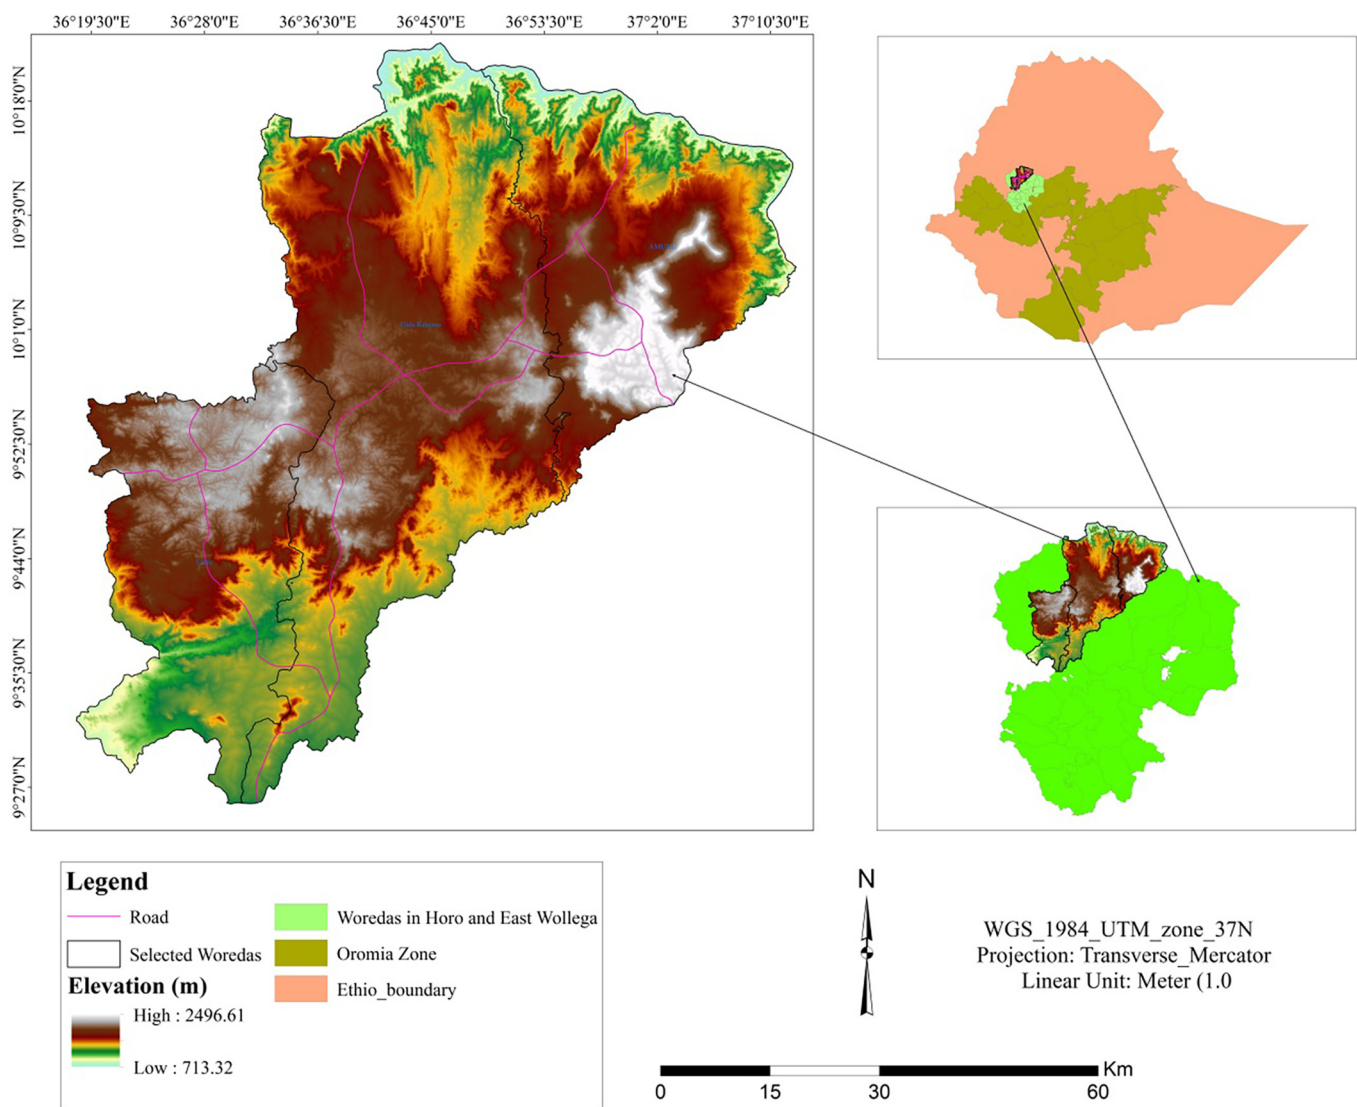 36°19'30"E 36°28'0"E 36°36'30"E 36°45'0"E 36°53'30"E 37°2'0"E 37°10'30"E
10°18'0"N
10°9'30"N
10°1'0"N
9°52'30"N
9°44'0"N
9°35'30"N
9°27'0"N
Legend
Road
Selected Woredas
Elevation (m)
High : 2496.61
Low : 713.32
Woredas in Horo and East Wollega
Oromia Zone
Ethio_boundary
N
WGS_1984_UTM_zone_37N
Projection: Transverse_Mercator
Linear Unit: Meter (1.0
0 15 30 60 Km